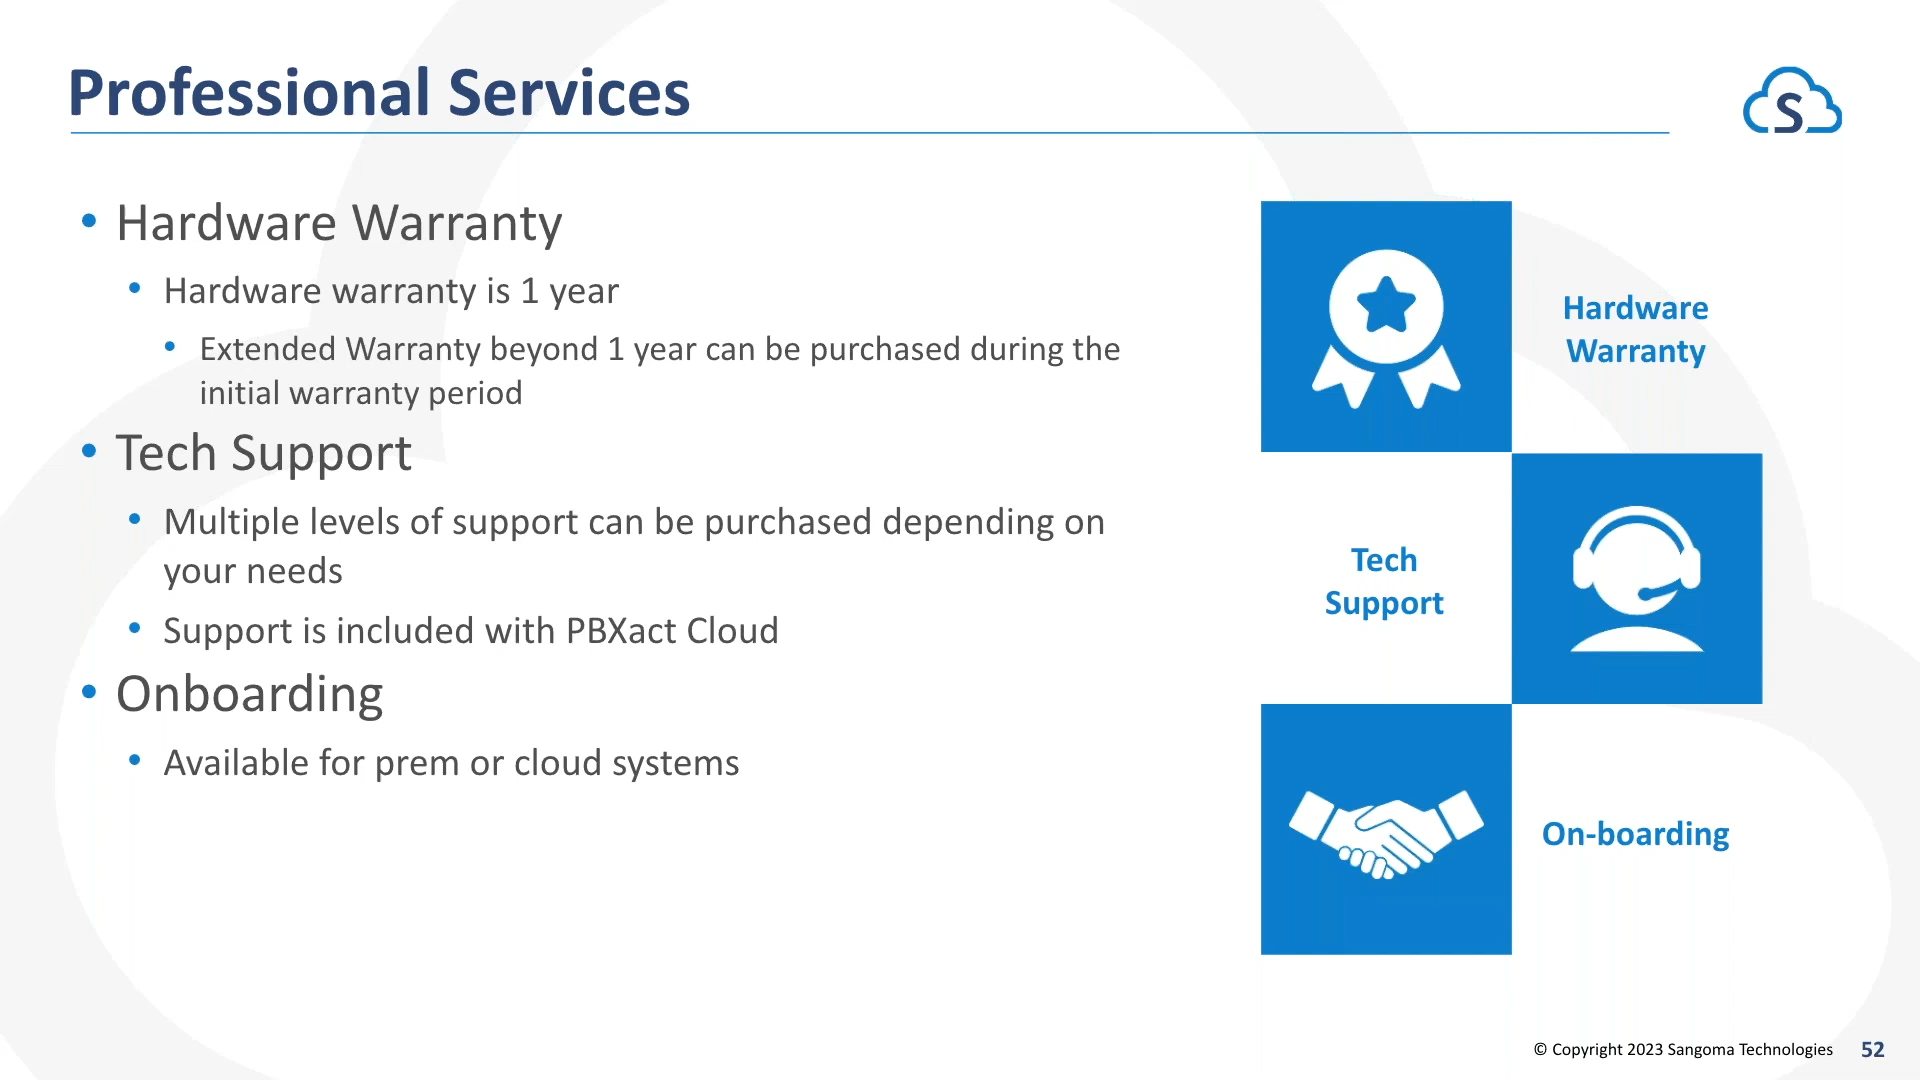 Professional Services
S
• Hardware Warranty
• Hardware warranty is 1 year
• Extended Warranty beyond 1 year can be purchased during the
initial warranty period
• Tech Support
• Multiple levels of support can be purchased depending on
your needs
• Support is included with PBXact Cloud
• Onboarding
• Available for prem or cloud systems
Hardware
Warranty
Tech
Support
On-boarding
© Copyright 2023 Sangoma Technologies
52